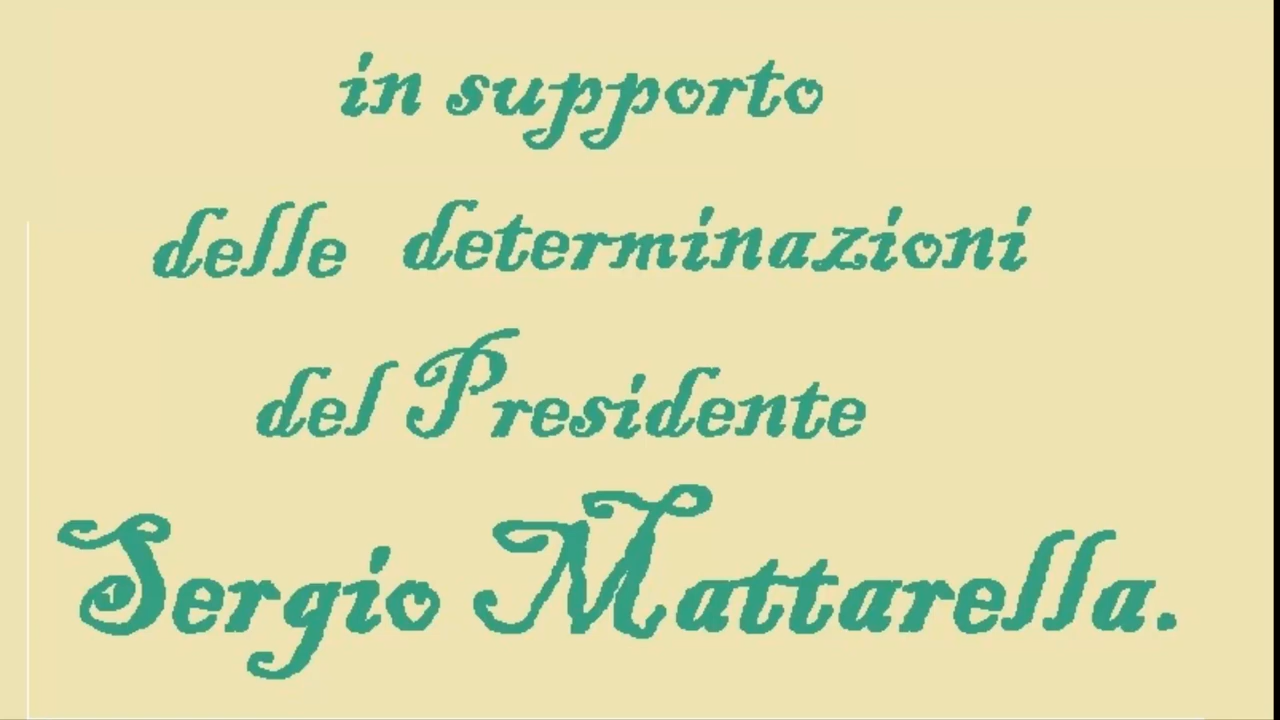 in supporto
delle determinazioni
del Presidente
Sergio Mattarella.